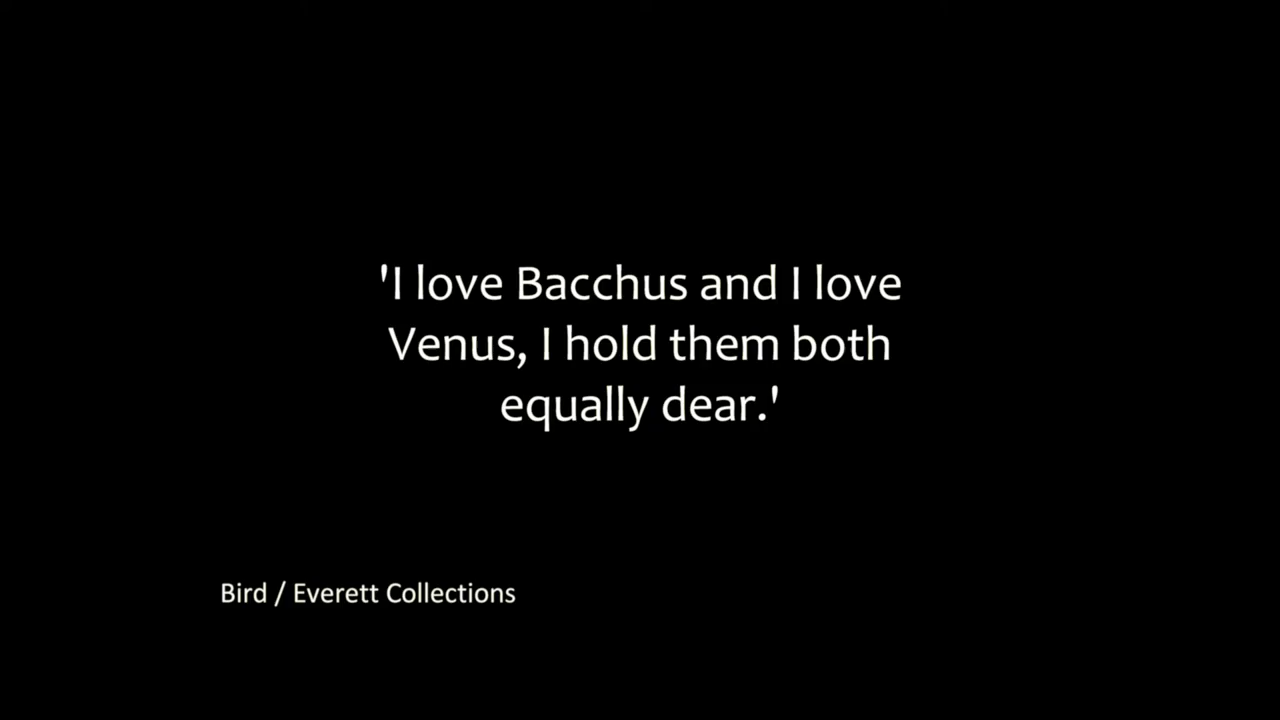 'I love Bacchus and I love
Venus, I hold them both
equally dear.'
Bird / Everett Collections